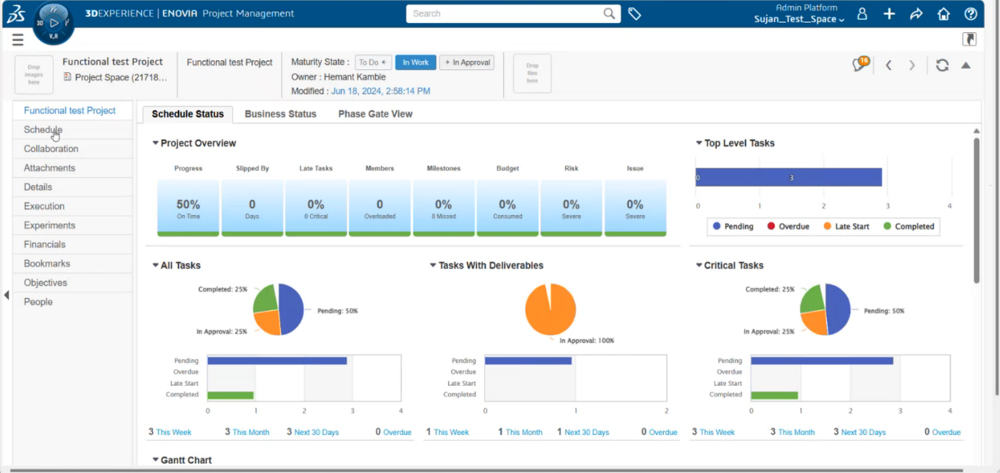 3DEXPERIENCE | ENOVIA Project Management
Search
Admin Platform
Sujan_Test_Space
3D
V.R
Drop images here
Functional test Project
Project Space (21718...
Functional test Project
Maturity State : To Do In Work In Approval
Owner : Hemant Kamble
Modified : Jun 18, 2024, 2:58:14 PM
Drop files here
16
Functional test Project
Schedule
Collaboration
Attachments
Details
Execution
Experiments
Financials
Bookmarks
Objectives
People
Schedule Status Business Status Phase Gate View
Project Overview
Progress Slipped By Late Tasks Members Milestones Budget Risk Issue
50% 0 0% 0 0% 0% 0% 0%
On Time Days 0 Critical Overloaded 0 Missed Consumed Severe Severe
Top Level Tasks
0 3
0 1 2 3 4
Pending Overdue Late Start Completed
All Tasks
Completed: 25%
Pending: 50%
In Approval: 25%
Pending
Overdue
Late Start
Completed
0 1 2 3 4
3 This Week 3 This Month 3 Next 30 Days 0 Overdue
Tasks With Deliverables
In Approval: 100%
Pending
Overdue
Late Start
Completed
0 1 2
1 This Week 1 This Month 1 Next 30 Days 0 Overdue
Critical Tasks
Completed: 25%
Pending: 50%
In Approval: 25%
Pending
Overdue
Late Start
Completed
0 1 2 3 4
3 This Week 3 This Month 3 Next 30 Days 0 Overdue
Gantt Chart